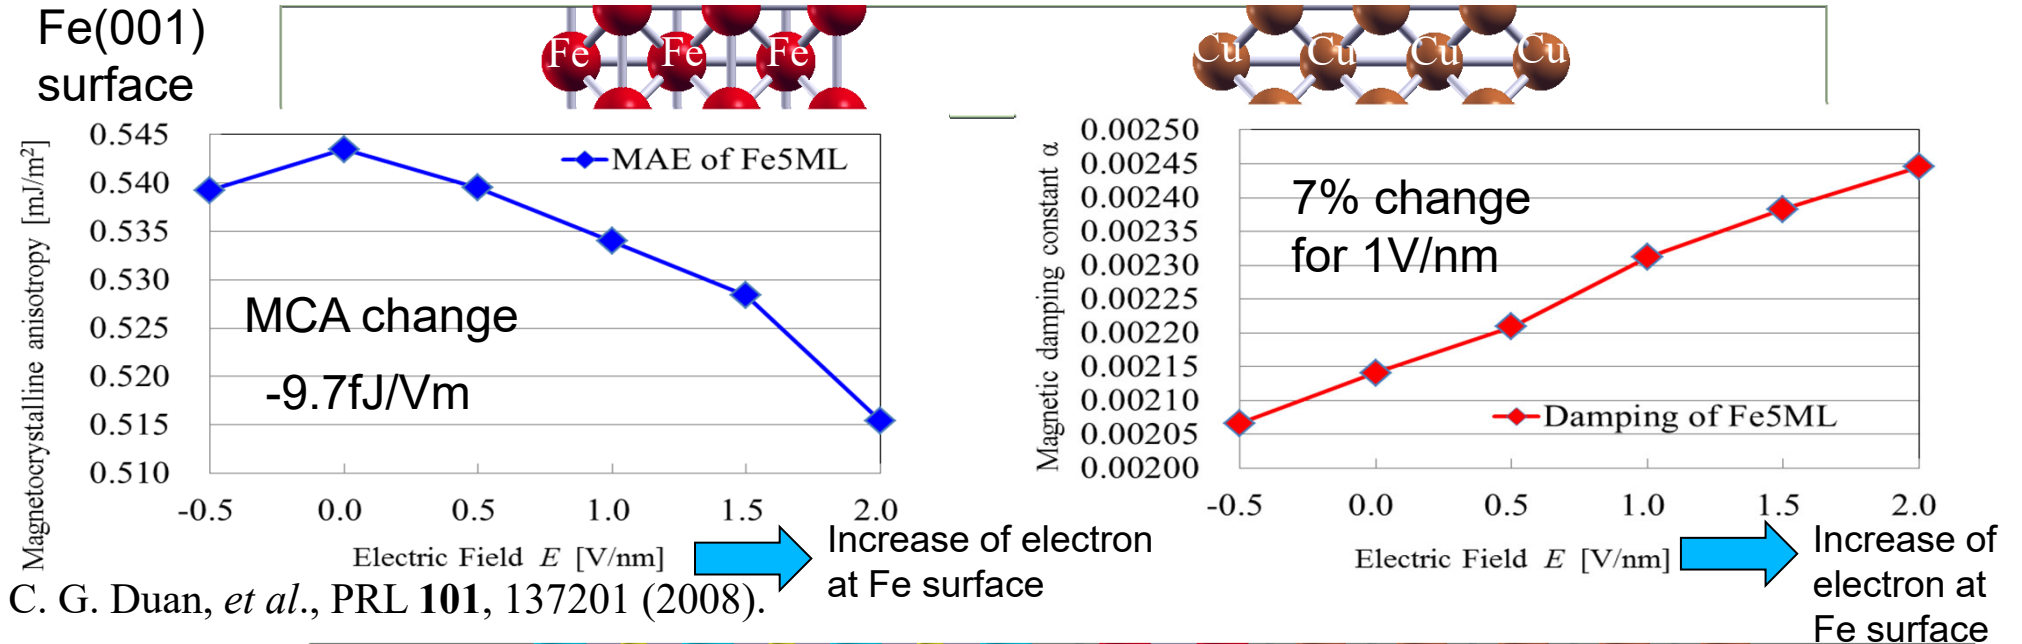 Fe(001)
surface
Fe Fe Fe
Cu Cu Cu Cu
Magnetocrystalline anisotropy [mJ/m²]
0.545
0.540
0.535
0.530
0.525
0.520
0.515
0.510
MAE of Fe5ML
MCA change
-9.7fJ/Vm
-0.5 0.0 0.5 1.0 1.5 2.0
Electric Field E [V/nm]
Increase of electron
at Fe surface
C. G. Duan, et al., PRL 101, 137201 (2008).
Magnetic damping constant α
0.00250
0.00245
0.00240
0.00235
0.00230
0.00225
0.00220
0.00215
0.00210
0.00205
0.00200
7% change
for 1V/nm
Damping of Fe5ML
-0.5 0.0 0.5 1.0 1.5 2.0
Electric Field E [V/nm]
Increase of
electron at
Fe surface